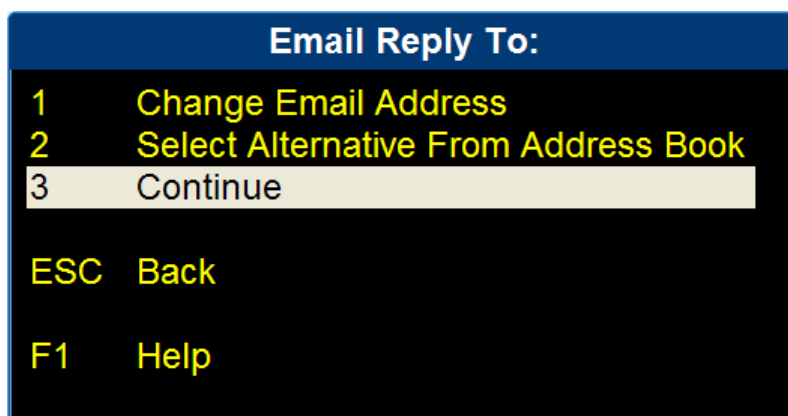 Email Reply To:
1 Change Email Address
2 Select Alternative From Address Book
3 Continue
ESC Back
F1 Help